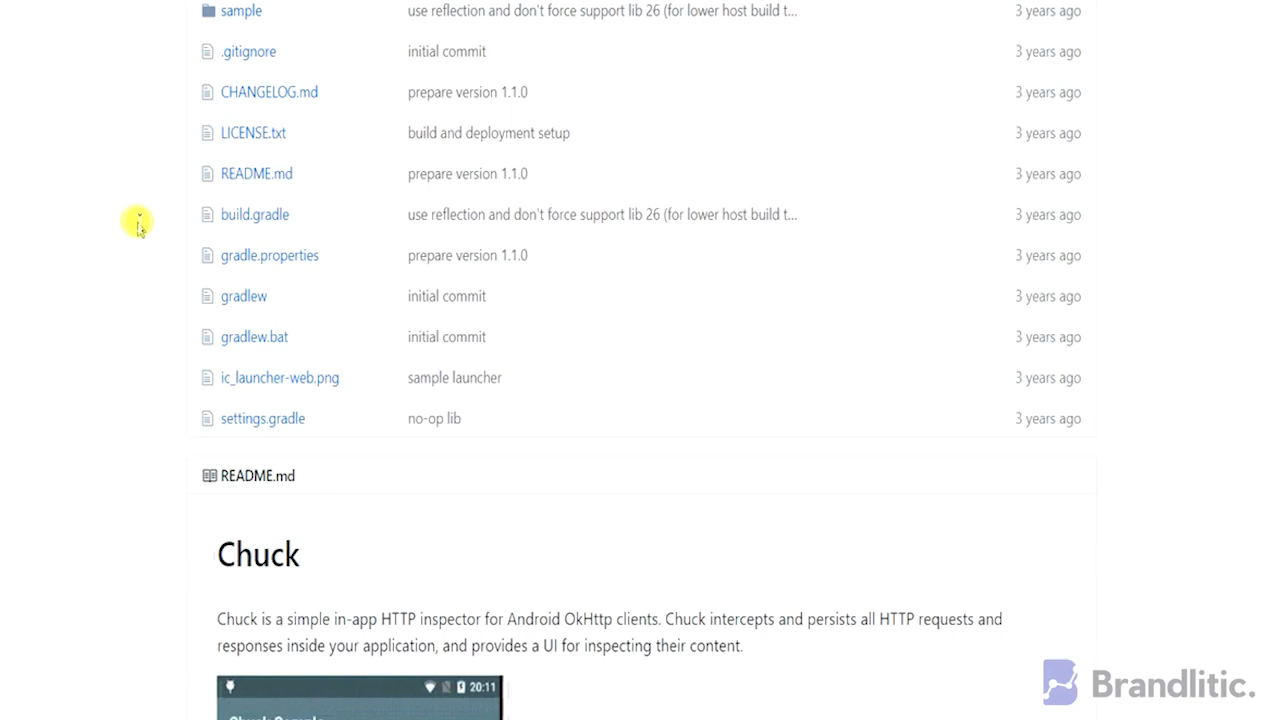 sample use reflection and don't force support lib 26 (for lower host build t... 3 years ago
.gitignore initial commit 3 years ago
CHANGELOG.md prepare version 1.1.0 3 years ago
LICENSE.txt build and deployment setup 3 years ago
README.md prepare version 1.1.0 3 years ago
build.gradle use reflection and don't force support lib 26 (for lower host build t... 3 years ago
gradle.properties prepare version 1.1.0 3 years ago
gradlew initial commit 3 years ago
gradlew.bat initial commit 3 years ago
ic_launcher-web.png sample launcher 3 years ago
settings.gradle no-op lib 3 years ago
README.md
Chuck
Chuck is a simple in-app HTTP inspector for Android OkHttp clients. Chuck intercepts and persists all HTTP requests and
responses inside your application, and provides a UI for inspecting their content.
20:11
Chuck Sample
Brandlitic.